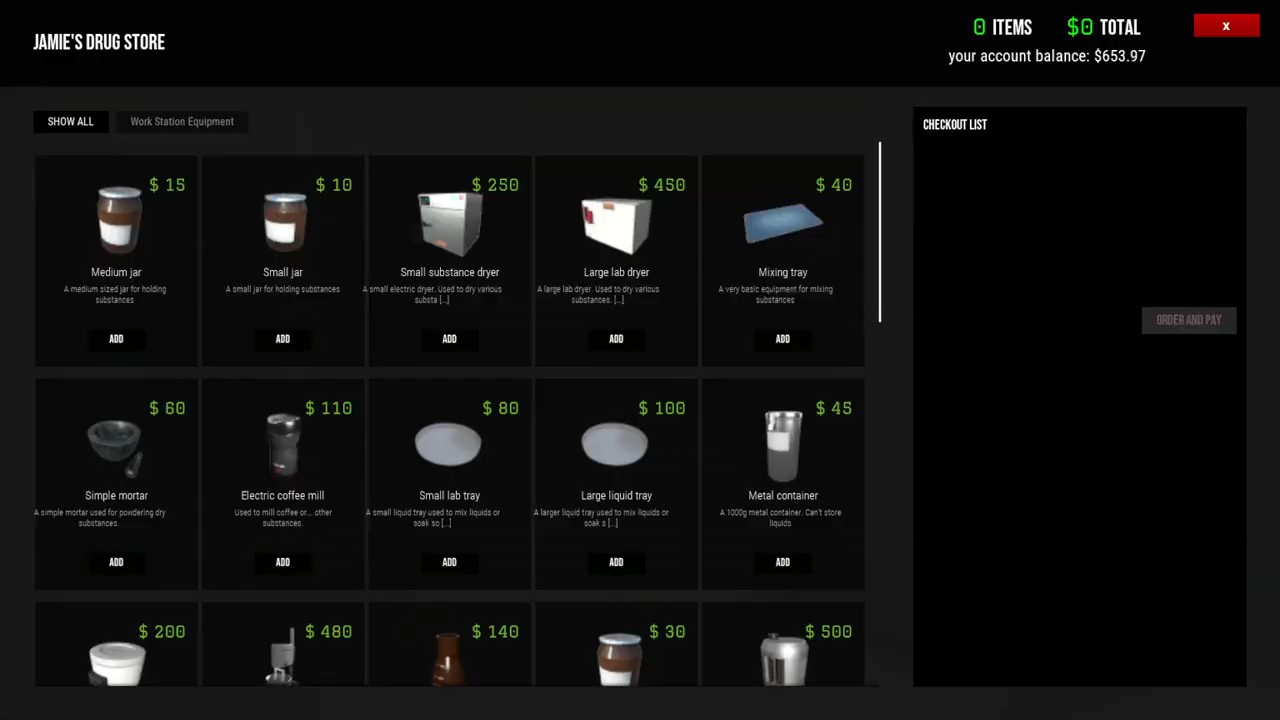 JAMIE'S DRUG STORE
0 ITEMS $0 TOTAL
X
your account balance: $653.97
SHOW ALL
Work Station Equipment
CHECKOUT LIST
ORDER AND PAY
$ 15
Medium jar
A medium sized jar for holding
substances
ADD
$ 10
Small jar
A small jar for holding substances
ADD
$ 250
Small substance dryer
A small electric dryer. Used to dry various
substa [...]
ADD
$ 450
Large lab dryer
A large lab dryer. Used to dry various
substances. [...]
ADD
$ 40
Mixing tray
A very basic equipment for mixing
substances
ADD
$ 60
Simple mortar
A simple mortar used for powdering dry
substances.
ADD
$ 110
Electric coffee mill
Used to mill coffee or... other
substances.
ADD
$ 80
Small lab tray
A small liquid tray used to mix liquids or
soak so [...]
ADD
$ 100
Large liquid tray
A larger liquid tray used to mix liquids or
soak s [...]
ADD
$ 45
Metal container
A 1000g metal container. Can't store
liquids
ADD
$ 200
$ 480
$ 140
$ 30
$ 500